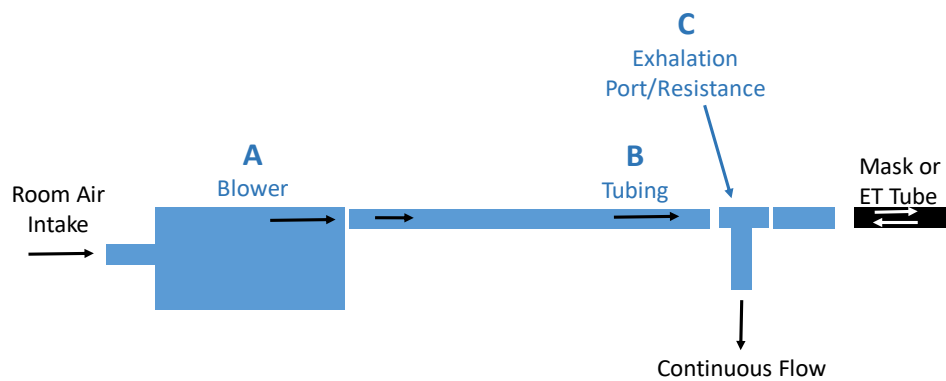 C
Exhalation
Port/Resistance
A
Blower
B
Tubing
Room Air
Intake
Mask or
ET Tube
Continuous Flow